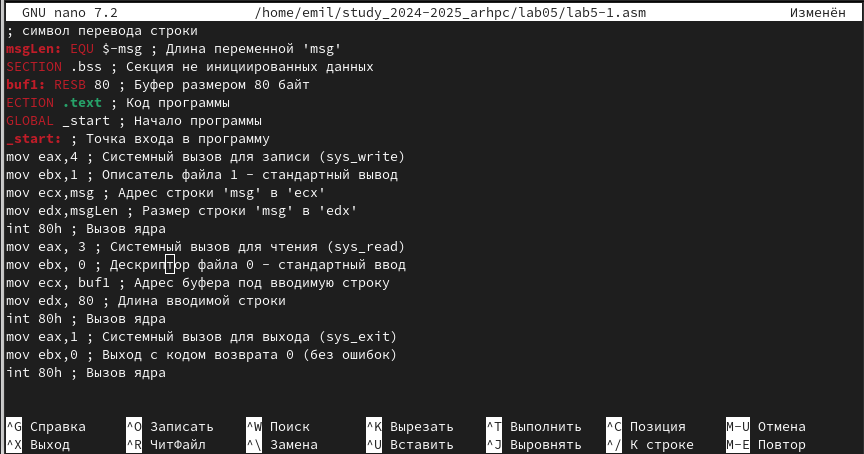 GNU nano 7.2 /home/emil/study_2024-2025_arhpc/lab05/lab5-1.asm Изменён
; символ перевода строки
msgLen: EQU $-msg ; Длина переменной 'msg'
SECTION .bss ; Секция не инициированных данных
buf1: RESB 80 ; Буфер размером 80 байт
ECTION .text ; Код программы
GLOBAL _start ; Начало программы
_start: ; Точка входа в программу
mov eax,4 ; Системный вызов для записи (sys_write)
mov ebx,1 ; Описатель файла 1 - стандартный вывод
mov ecx,msg ; Адрес строки 'msg' в 'ecx'
mov edx,msgLen ; Размер строки 'msg' в 'edx'
int 80h ; Вызов ядра
mov eax, 3 ; Системный вызов для чтения (sys_read)
mov ebx, 0 ; Дескриптор файла 0 - стандартный ввод
mov ecx, buf1 ; Адрес буфера под вводимую строку
mov edx, 80 ; Длина вводимой строки
int 80h ; Вызов ядра
mov eax,1 ; Системный вызов для выхода (sys_exit)
mov ebx,0 ; Выход с кодом возврата 0 (без ошибок)
int 80h ; Вызов ядра
^G Справка ^O Записать ^W Поиск ^K Вырезать ^T Выполнить ^C Позиция M-U Отмена
^X Выход ^R ЧитФайл ^\ Замена ^U Вставить ^J Выровнять ^/ К строке M-E Повтор